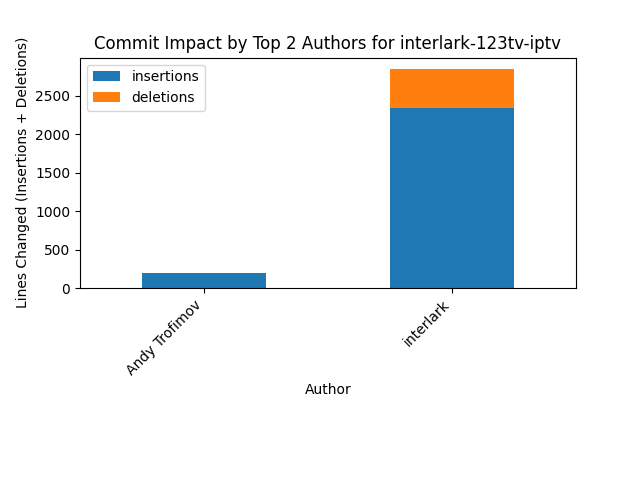 Commit Impact by Top 2 Authors for interlark-123tv-iptv
Lines Changed (Insertions + Deletions)
2500
2000
1500
1000
500
0
insertions
deletions
Andy Trofimov
interlark
Author